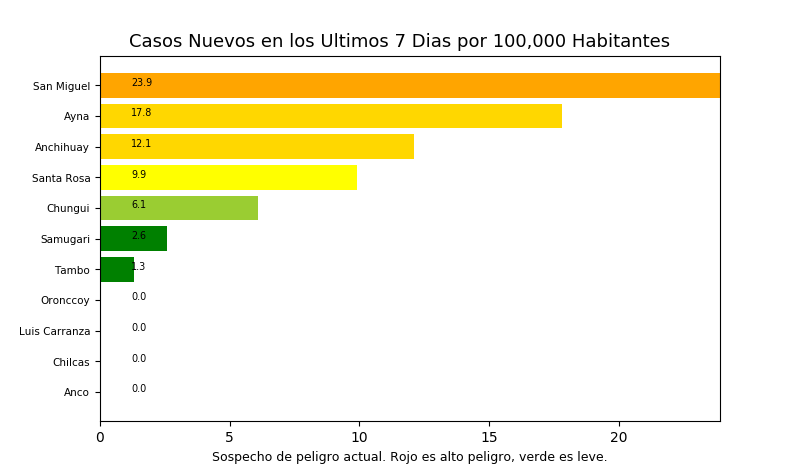 Casos Nuevos en los Ultimos 7 Dias por 100,000 Habitantes
San Miguel 23.9
Ayna 17.8
Anchihuay 12.1
Santa Rosa 9.9
Chungui 6.1
Samugari 2.6
Tambo 1.3
Oronccoy 0.0
Luis Carranza 0.0
Chilcas 0.0
Anco 0.0
0 5 10 15 20
Sospecho de peligro actual. Rojo es alto peligro, verde es leve.